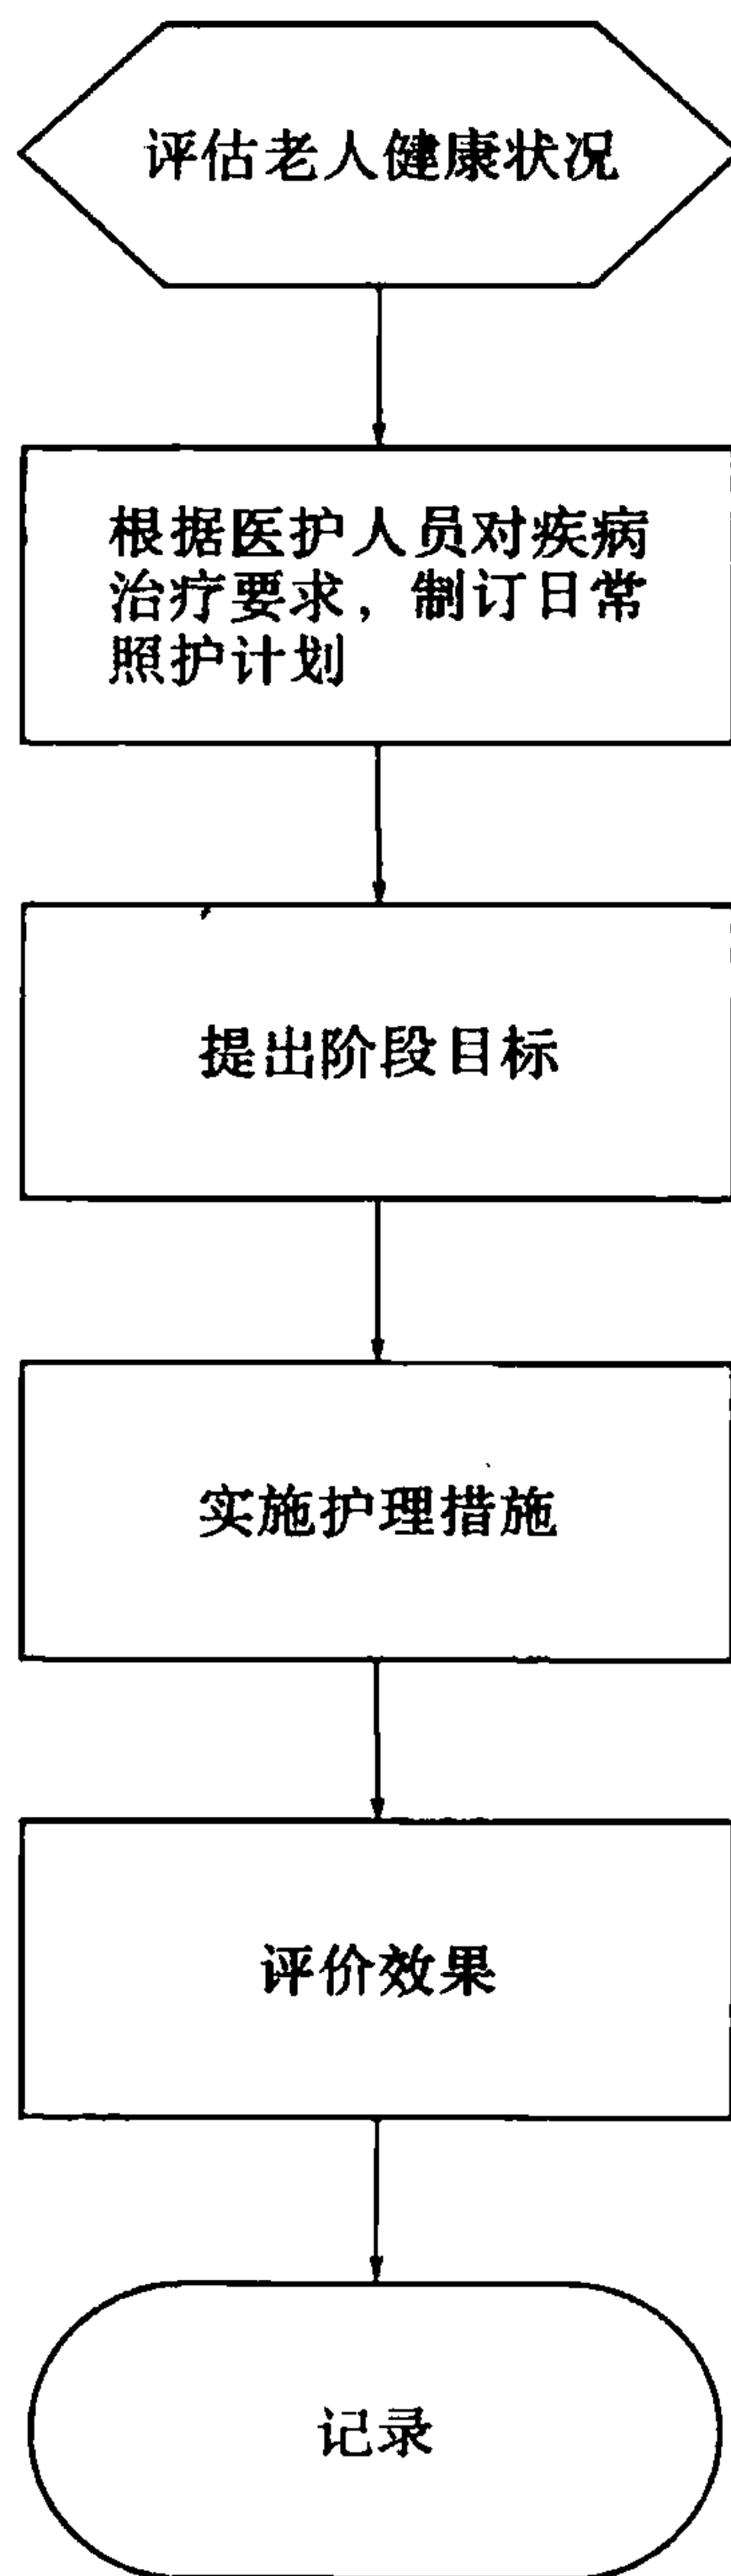 评估老人健康状况
根据医护人员对疾病
治疗要求，制订日常
照护计划
提出阶段目标
实施护理措施
评价效果
记录